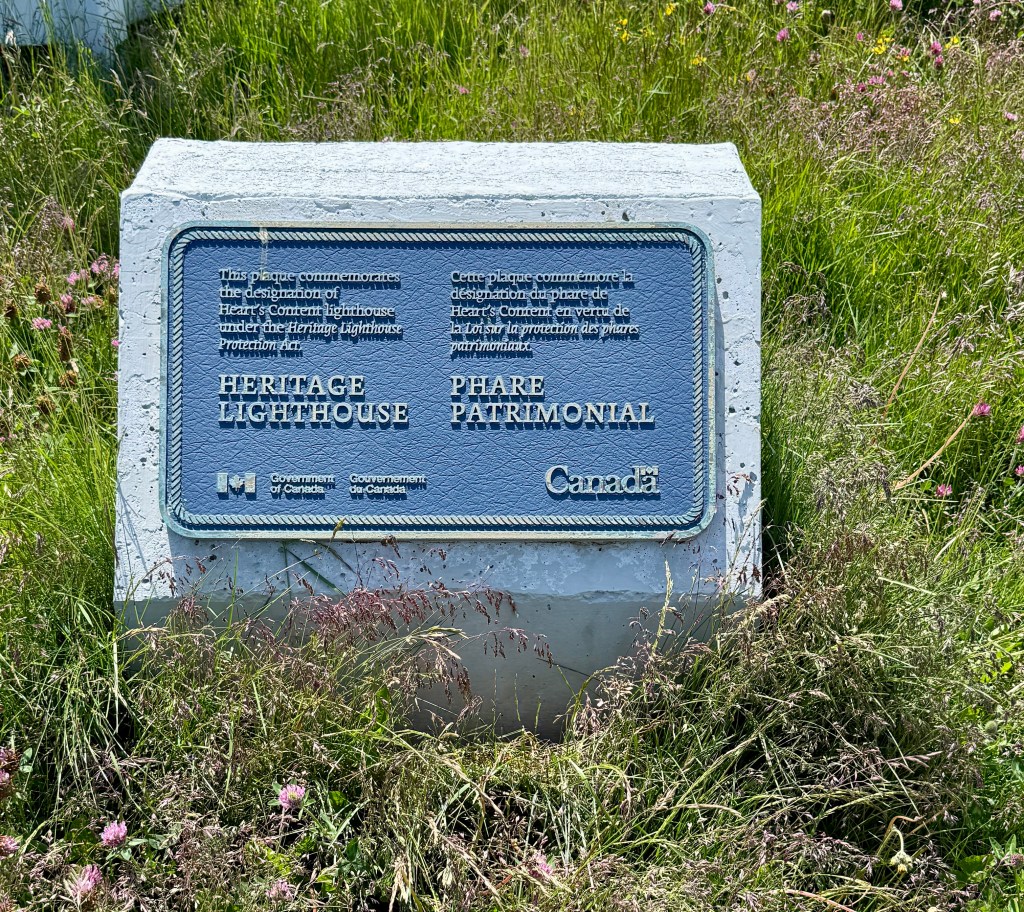 This plaque commemorates
the designation of
Heart's Content lighthouse
under the Heritage Lighthouse
Protection Act.
HERITAGE
LIGHTHOUSE
Cette plaque commémore la
désignation du phare de
Heart's Content en vertu de
la Loi sur la protection des phares
patrimoniaux.
PHARE
PATRIMONIAL
Government
of Canada
Gouvernement
du Canada
Canada